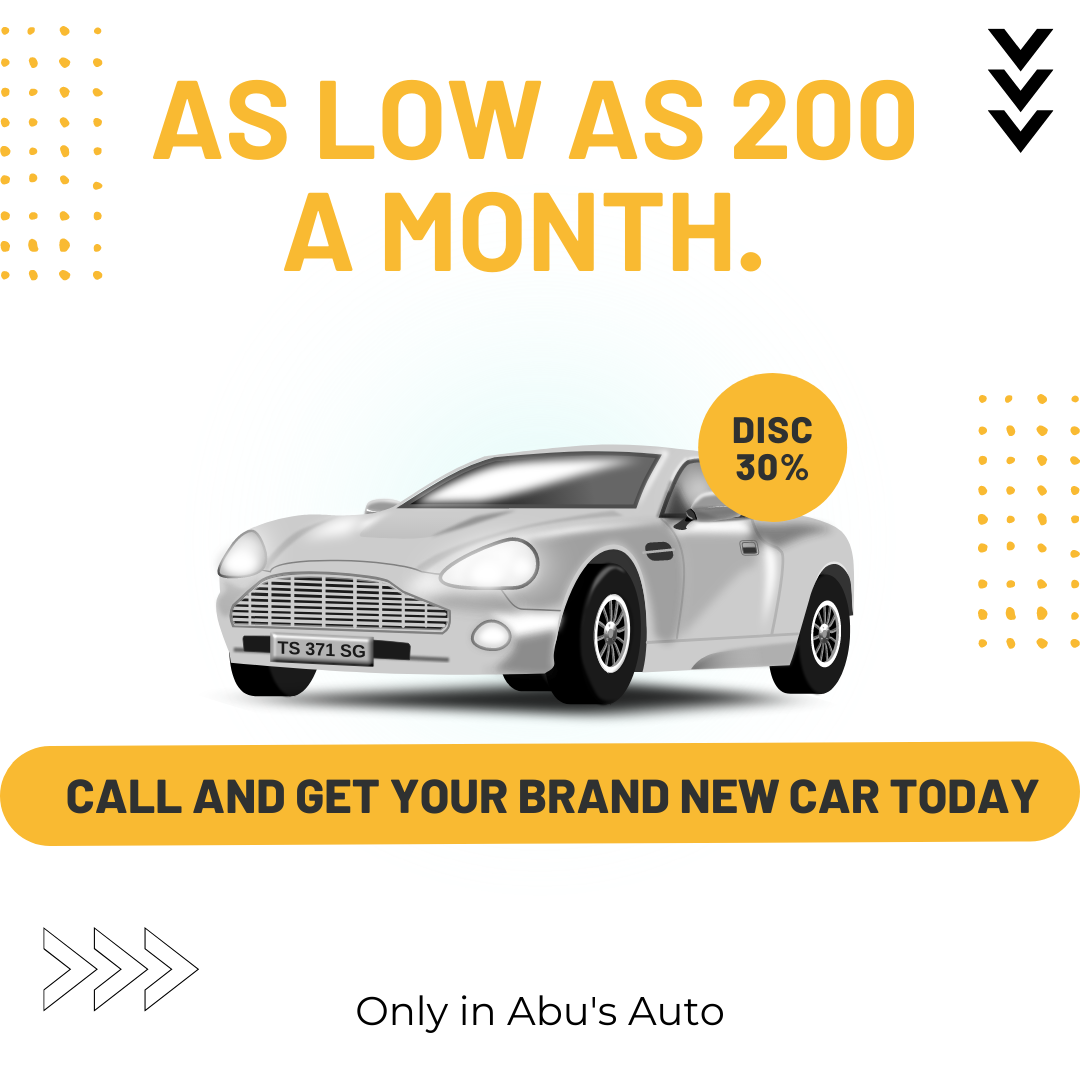 AS LOW AS 200
A MONTH.
DISC
30%
TS 371 SG
CALL AND GET YOUR BRAND NEW CAR TODAY
Only in Abu's Auto